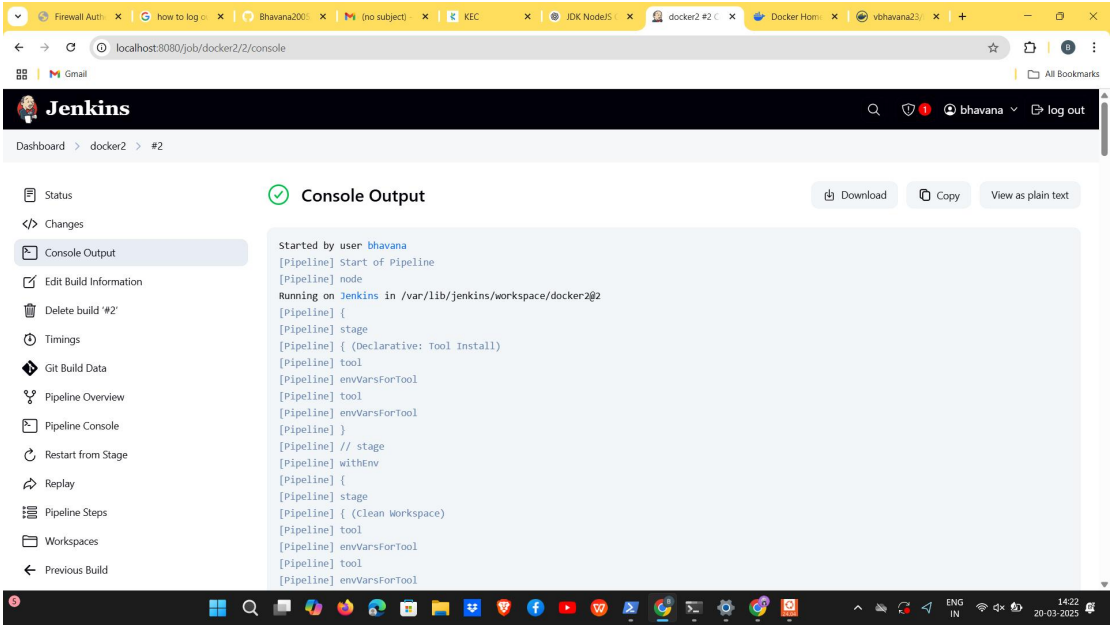 Firewall Auth
how to log o
Bhavana2005
(no subject) -
KEC
JDK NodeJS
docker2 #2 C
Docker Hom
vbhavana23/
localhost:8080/job/docker2/2/console
B
Gmail
All Bookmarks
Jenkins
1
bhavana
log out
Dashboard > docker2 > #2
Status
Changes
Console Output
Edit Build Information
Delete build '#2'
Timings
Git Build Data
Pipeline Overview
Pipeline Console
Restart from Stage
Replay
Pipeline Steps
Workspaces
Previous Build
Console Output
Download
Copy
View as plain text
Started by user bhavana
[Pipeline] Start of Pipeline
[Pipeline] node
Running on Jenkins in /var/lib/jenkins/workspace/docker2@2
[Pipeline] {
[Pipeline] stage
[Pipeline] { (Declarative: Tool Install)
[Pipeline] tool
[Pipeline] envVarsForTool
[Pipeline] tool
[Pipeline] envVarsForTool
[Pipeline] }
[Pipeline] // stage
[Pipeline] withEnv
[Pipeline] {
[Pipeline] stage
[Pipeline] { (Clean Workspace)
[Pipeline] tool
[Pipeline] envVarsForTool
[Pipeline] tool
[Pipeline] envVarsForTool
5
ENG
IN
14:22
20-03-2025